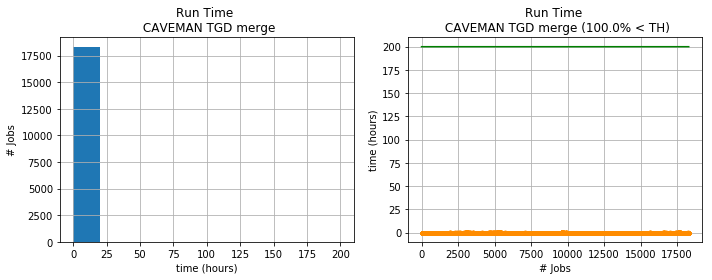 Run Time
CAVEMAN TGD merge
17500
15000
12500
10000
7500
5000
2500
0
# Jobs
0 25 50 75 100 125 150 175 200
time (hours)
Run Time
CAVEMAN TGD merge (100.0% < TH)
200
175
150
125
100
75
50
25
0
time (hours)
0 2500 5000 7500 10000 12500 15000 17500
# Jobs